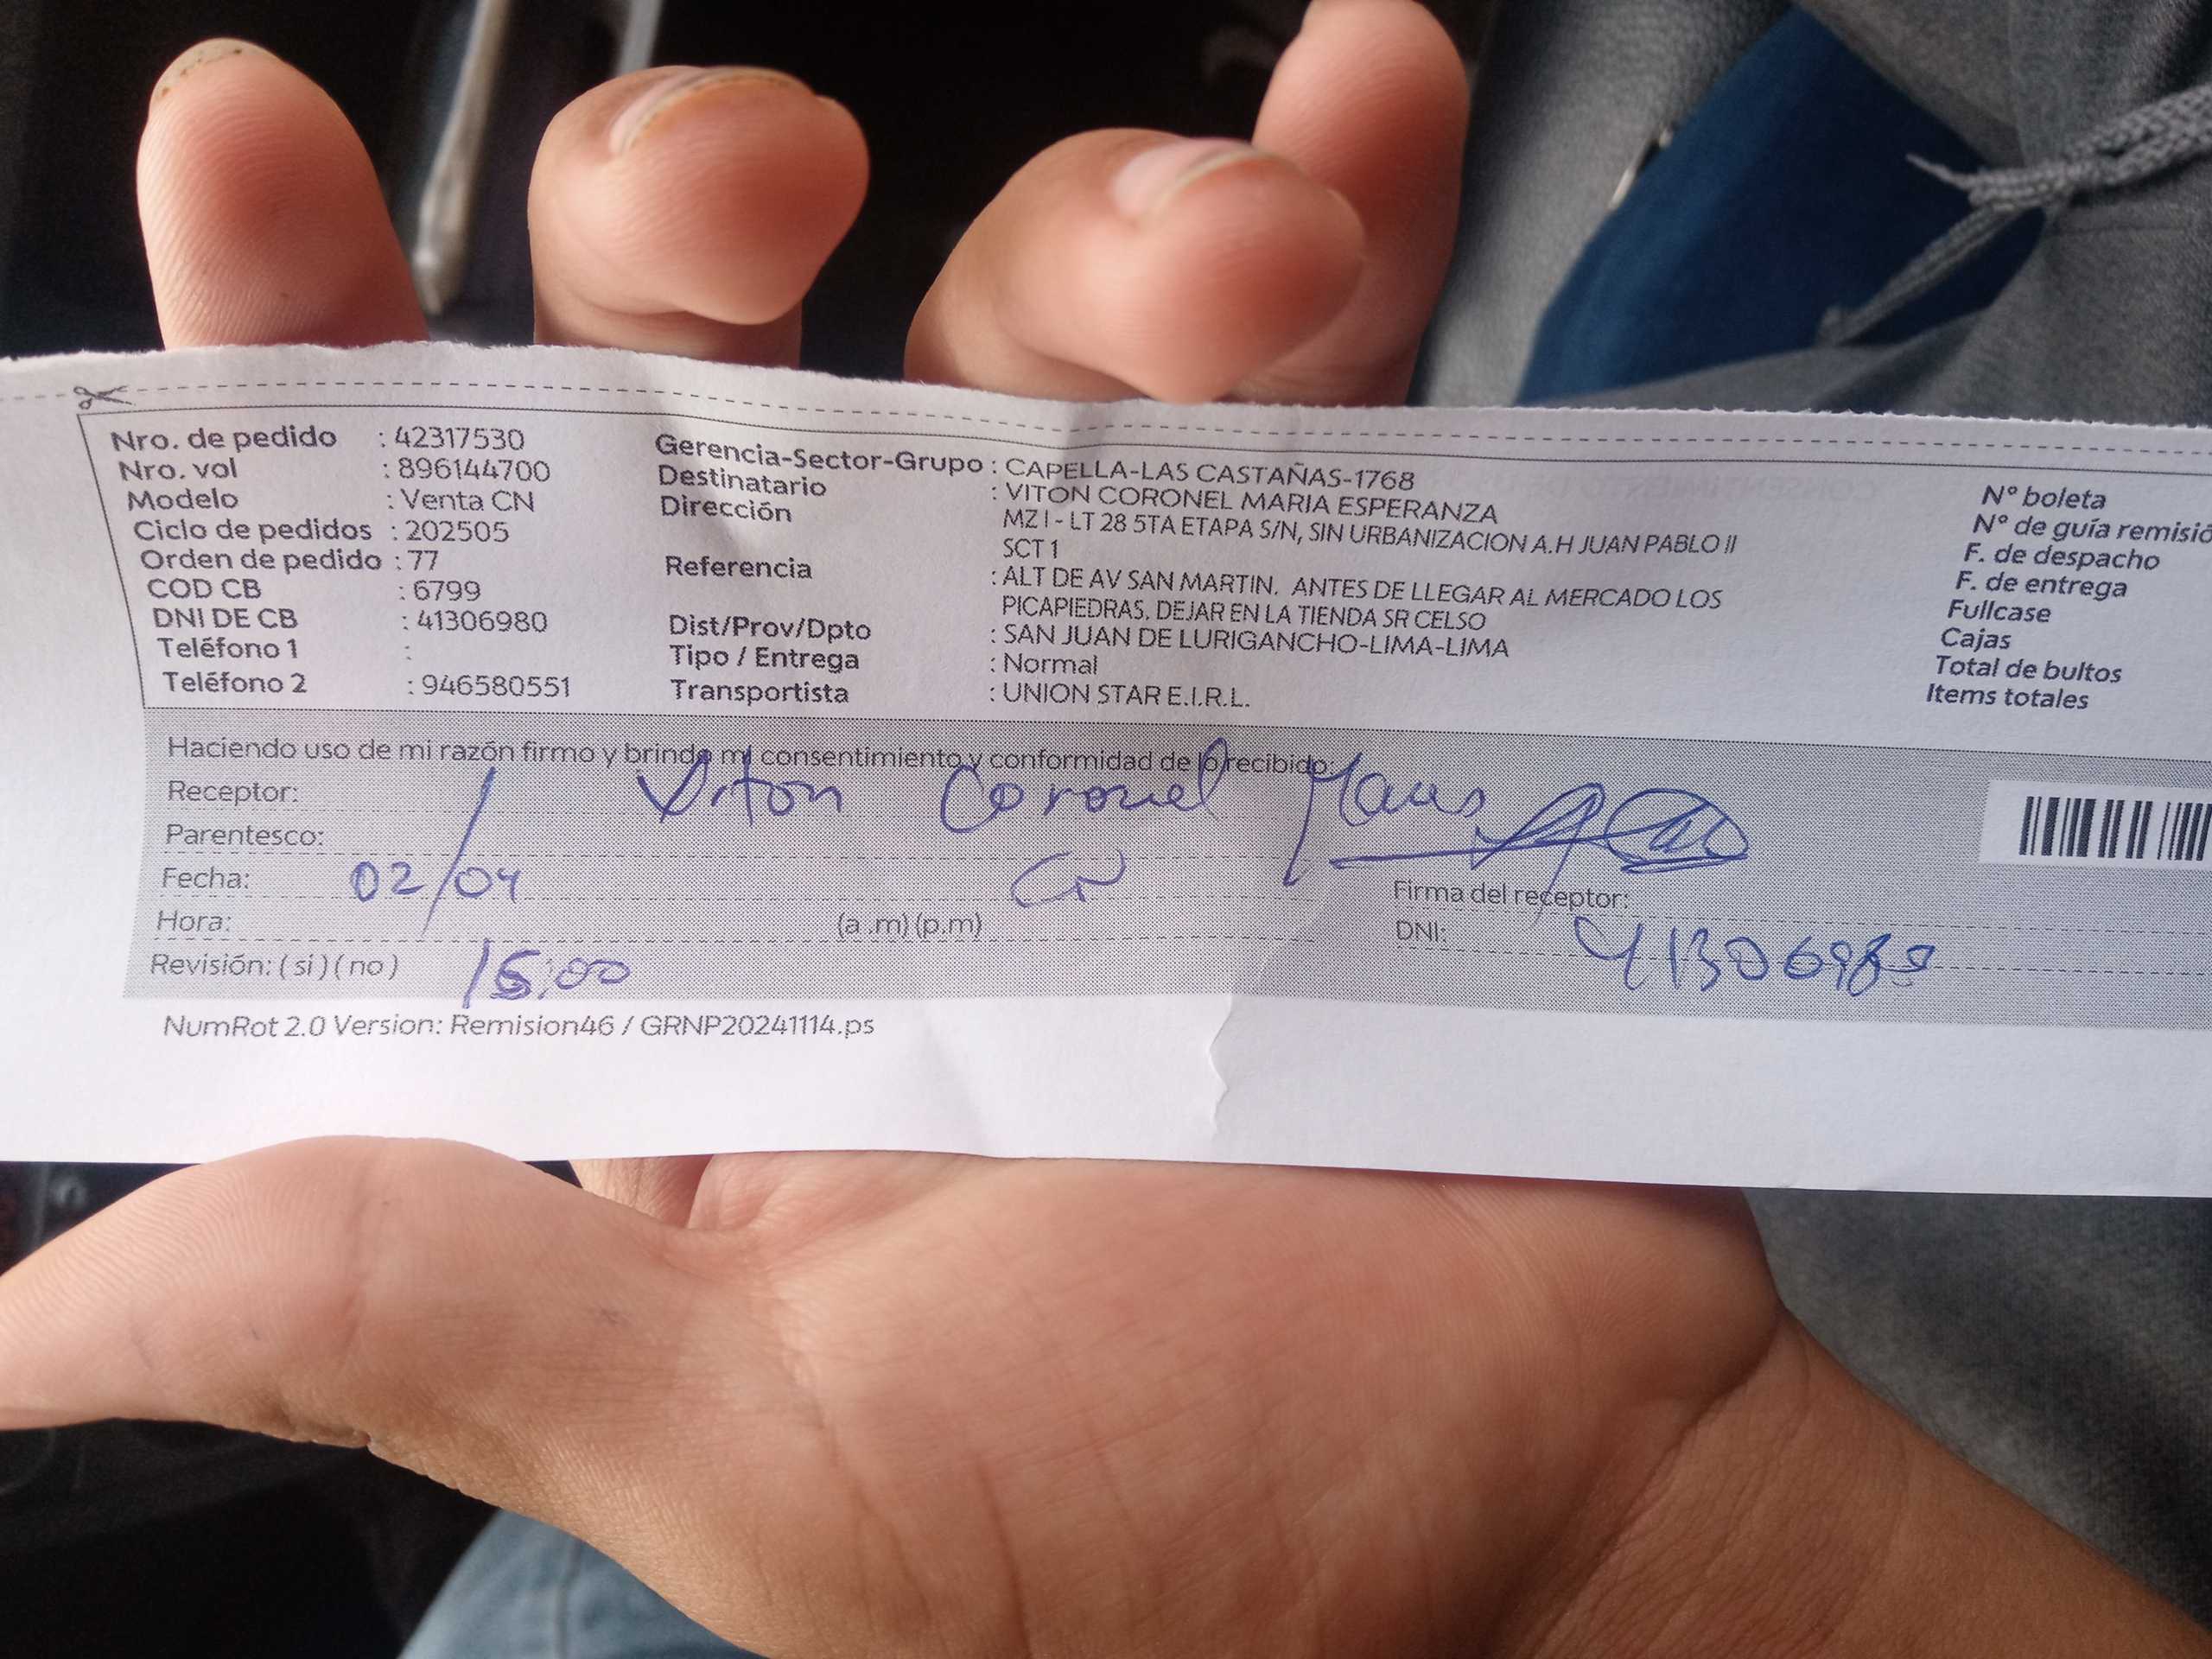 Nro. de pedido : 42317530
Nro. vol : 896144700
Modelo : Venta CN
Ciclo de pedidos : 202505
Orden de pedido : 77
COD CB : 6799
DNI DE CB : 41306980
Teléfono 1 :
Teléfono 2 : 946580551
Gerencia-Sector-Grupo : CAPELLA-LAS CASTAÑAS-1768
Destinatario : VITON CORONEL MARIA ESPERANZA
Dirección MZ I - LT 28 5TA ETAPA S/N, SIN URBANIZACION A.H JUAN PABLO II
SCT 1
Referencia : ALT DE AV SAN MARTIN. ANTES DE LLEGAR AL MERCADO LOS
PICAPIEDRAS. DEJAR EN LA TIENDA SR CELSO
Dist/Prov/Dpto : SAN JUAN DE LURIGANCHO-LIMA-LIMA
Tipo / Entrega : Normal
Transportista : UNION STAR E.I.R.L.
N° boleta
N° de guía remisió
F. de despacho
F. de entrega
Fullcase
Cajas
Total de bultos
Items totales
Haciendo uso de mi razón firmo y brindo mi consentimiento y conformidad de lo recibido:
Receptor: Viton Coronel
Parentesco:
Fecha: 02/04
Firma del receptor:
Hora: (a .m) (p.m)
DNI:
Revisión: ( si ) ( no ) 15:00
NumRot 2.0 Version: Remision46 / GRNP20241114.ps